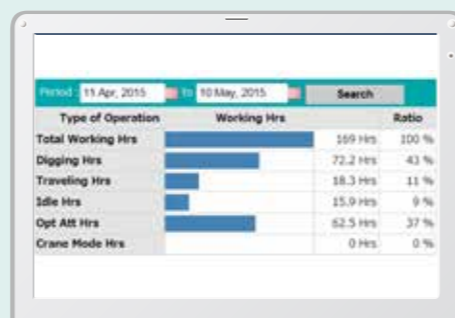 Period : 11 Apr, 2015 to 10 May, 2015 Search
Type of Operation Working Hrs Ratio
Total Working Hrs 169 Hrs 100 %
Digging Hrs 72.2 Hrs 43 %
Traveling Hrs 18.3 Hrs 11 %
Idle Hrs 15.9 Hrs 9 %
Opt Att Hrs 62.5 Hrs 37 %
Crane Mode Hrs 0 Hrs 0 %